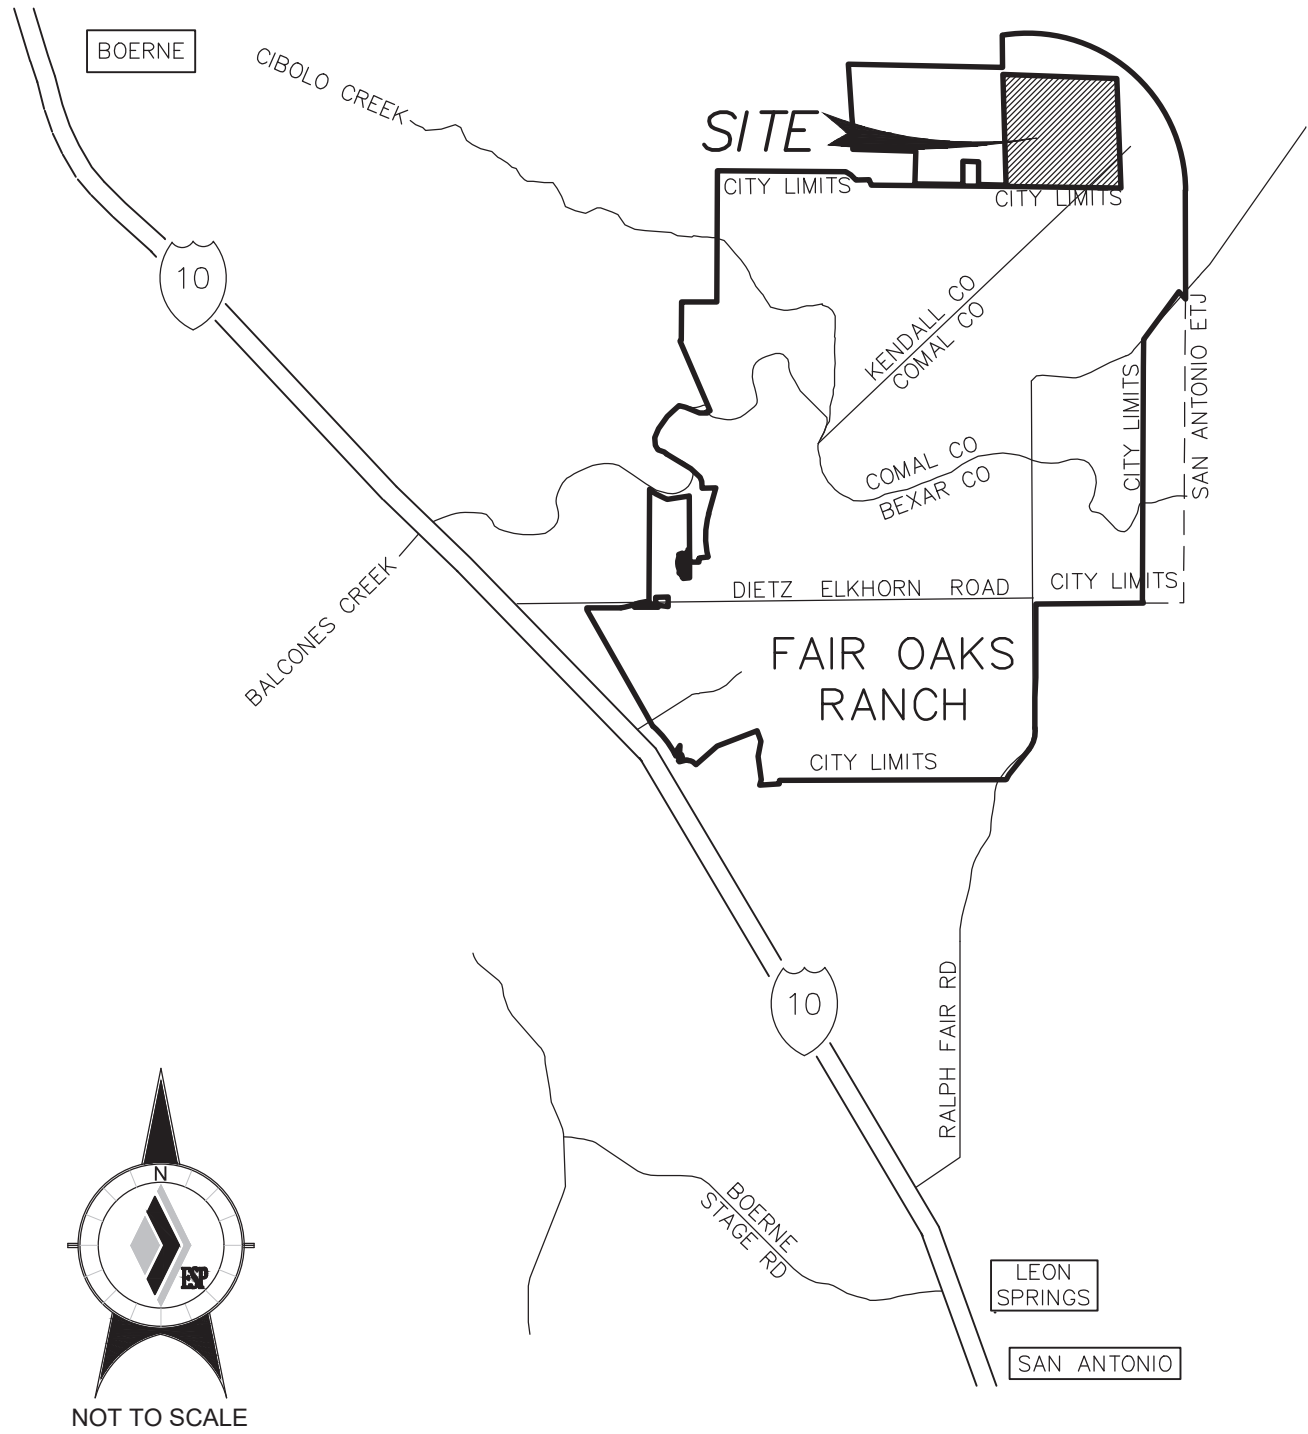 BOERNE
CIBOLO CREEK
SITE
CITY LIMITS
CITY LIMITS
10
KENDALL CO
COMAL CO
SAN ANTONIO ETJ
CITY LIMITS
COMAL CO
BEXAR CO
BALCONES CREEK
DIETZ ELKHORN ROAD
CITY LIMITS
FAIR OAKS
RANCH
CITY LIMITS
10
RALPH FAIR RD
N
ESP
BOERNE
STAGE RD
LEON
SPRINGS
SAN ANTONIO
NOT TO SCALE